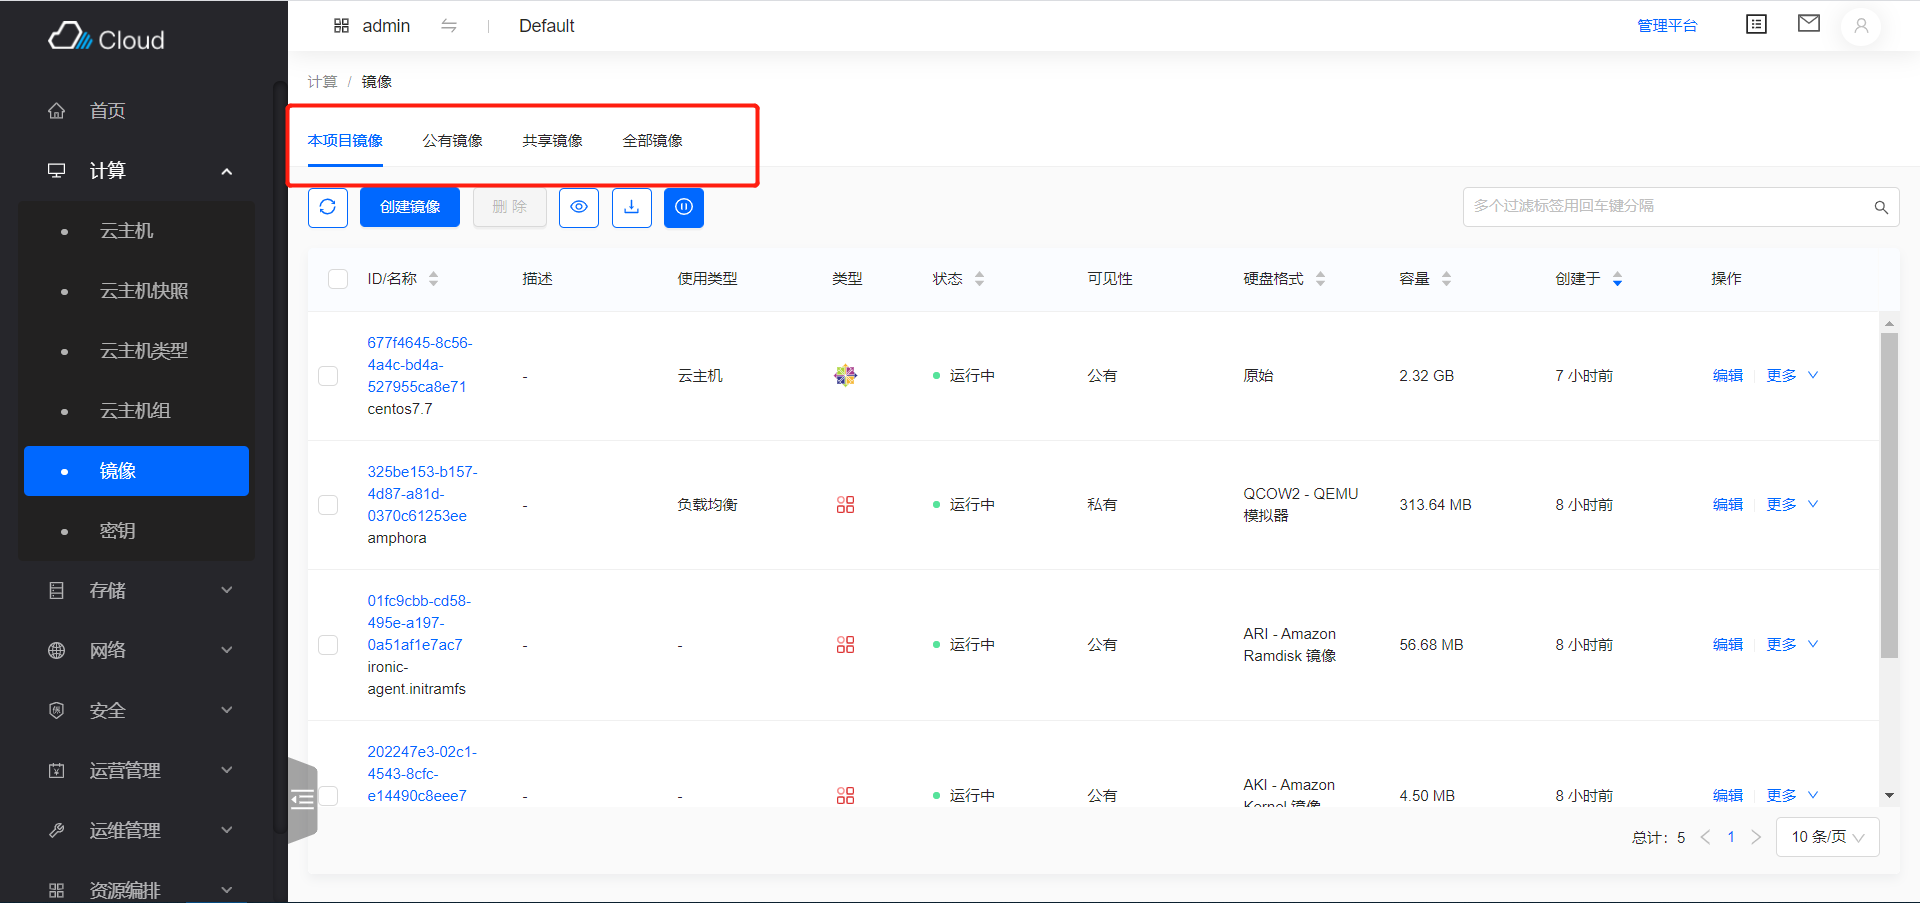 Cloud
admin
Default
管理平台
首页
计算
云主机
云主机快照
云主机类型
云主机组
镜像
密钥
存储
网络
安全
运营管理
运维管理
资源编排
计算 / 镜像
本项目镜像 公有镜像 共享镜像 全部镜像
创建镜像 删 除
多个过滤标签用回车键分隔
ID/名称 描述 使用类型 类型 状态 可见性 硬盘格式 容量 创建于 操作
677f4645-8c56-
4a4c-bd4a-
527955ca8e71
centos7.7
- 云主机 运行中 公有 原始 2.32 GB 7 小时前 编辑 更多
325be153-b157-
4d87-a81d-
0370c61253ee
amphora
- 负载均衡 运行中 私有 QCOW2 - QEMU
模拟器
313.64 MB 8 小时前 编辑 更多
01fc9cbb-cd58-
495e-a197-
0a51af1e7ac7
ironic-
agent.initramfs
- - 运行中 公有 ARI - Amazon
Ramdisk 镜像
56.68 MB 8 小时前 编辑 更多
202247e3-02c1-
4543-8cfc-
e14490c8eee7
- - 运行中 公有 AKI - Amazon
Kernel 镜像
4.50 MB 8 小时前 编辑 更多
总计：5 1 10 条/页